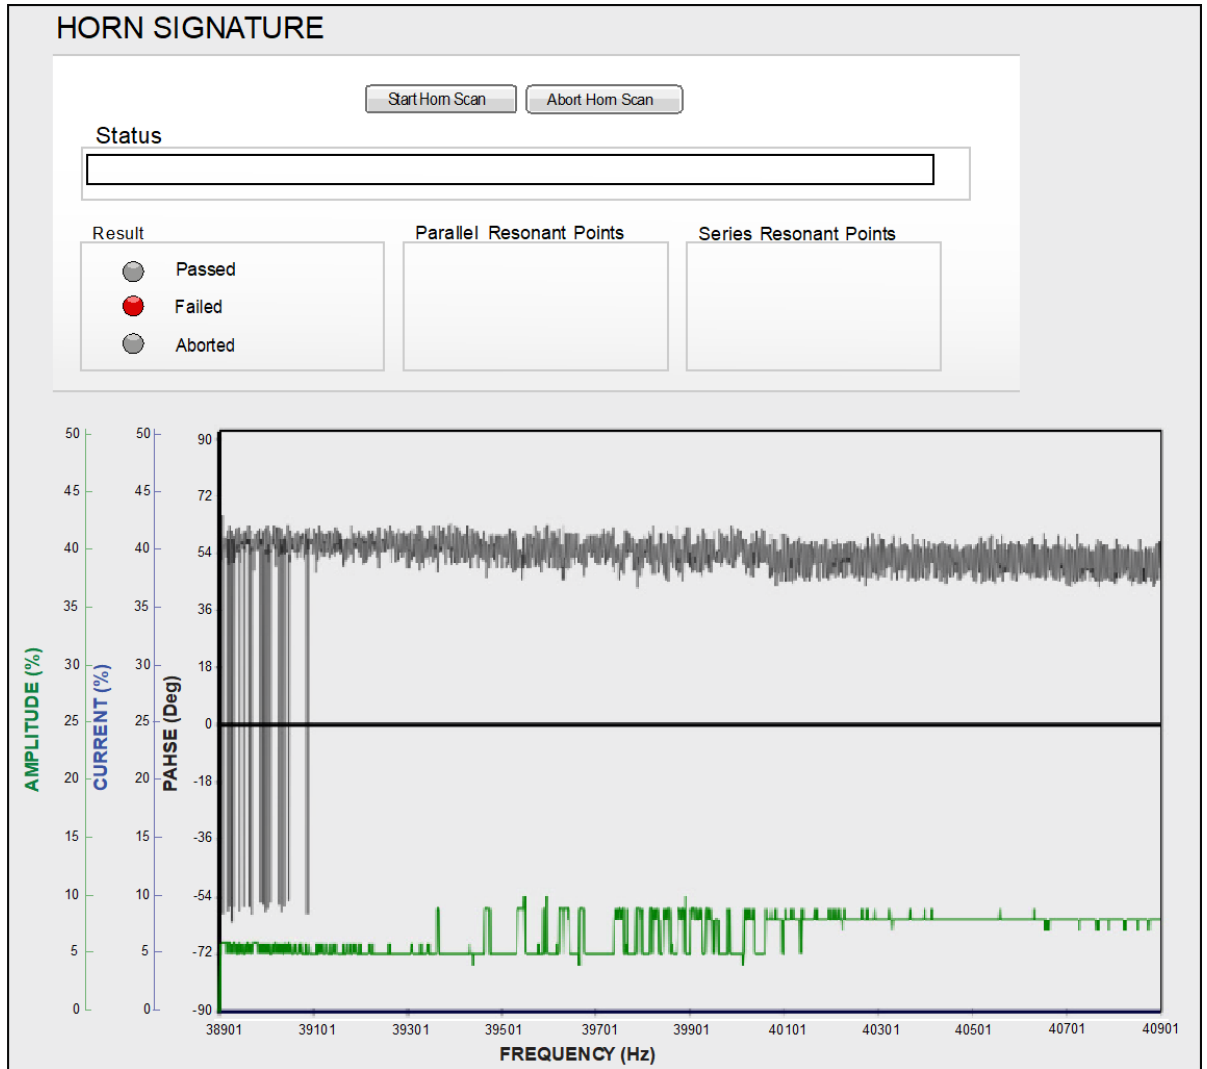 HORN SIGNATURE
Start Horn Scan Abort Horn Scan
Status
Result Parallel Resonant Points Series Resonant Points
Passed
Failed
Aborted
50 50 90
45 45 72
40 40 54
35 35 36
30 30 18
25 25 0
20 20 -18
15 15 -36
10 10 -54
5 5 -72
0 0 -90
AMPLITUDE (%)
CURRENT (%)
PAHSE (Deg)
38901 39101 39301 39501 39701 39901 40101 40301 40501 40701 40901
FREQUENCY (Hz)